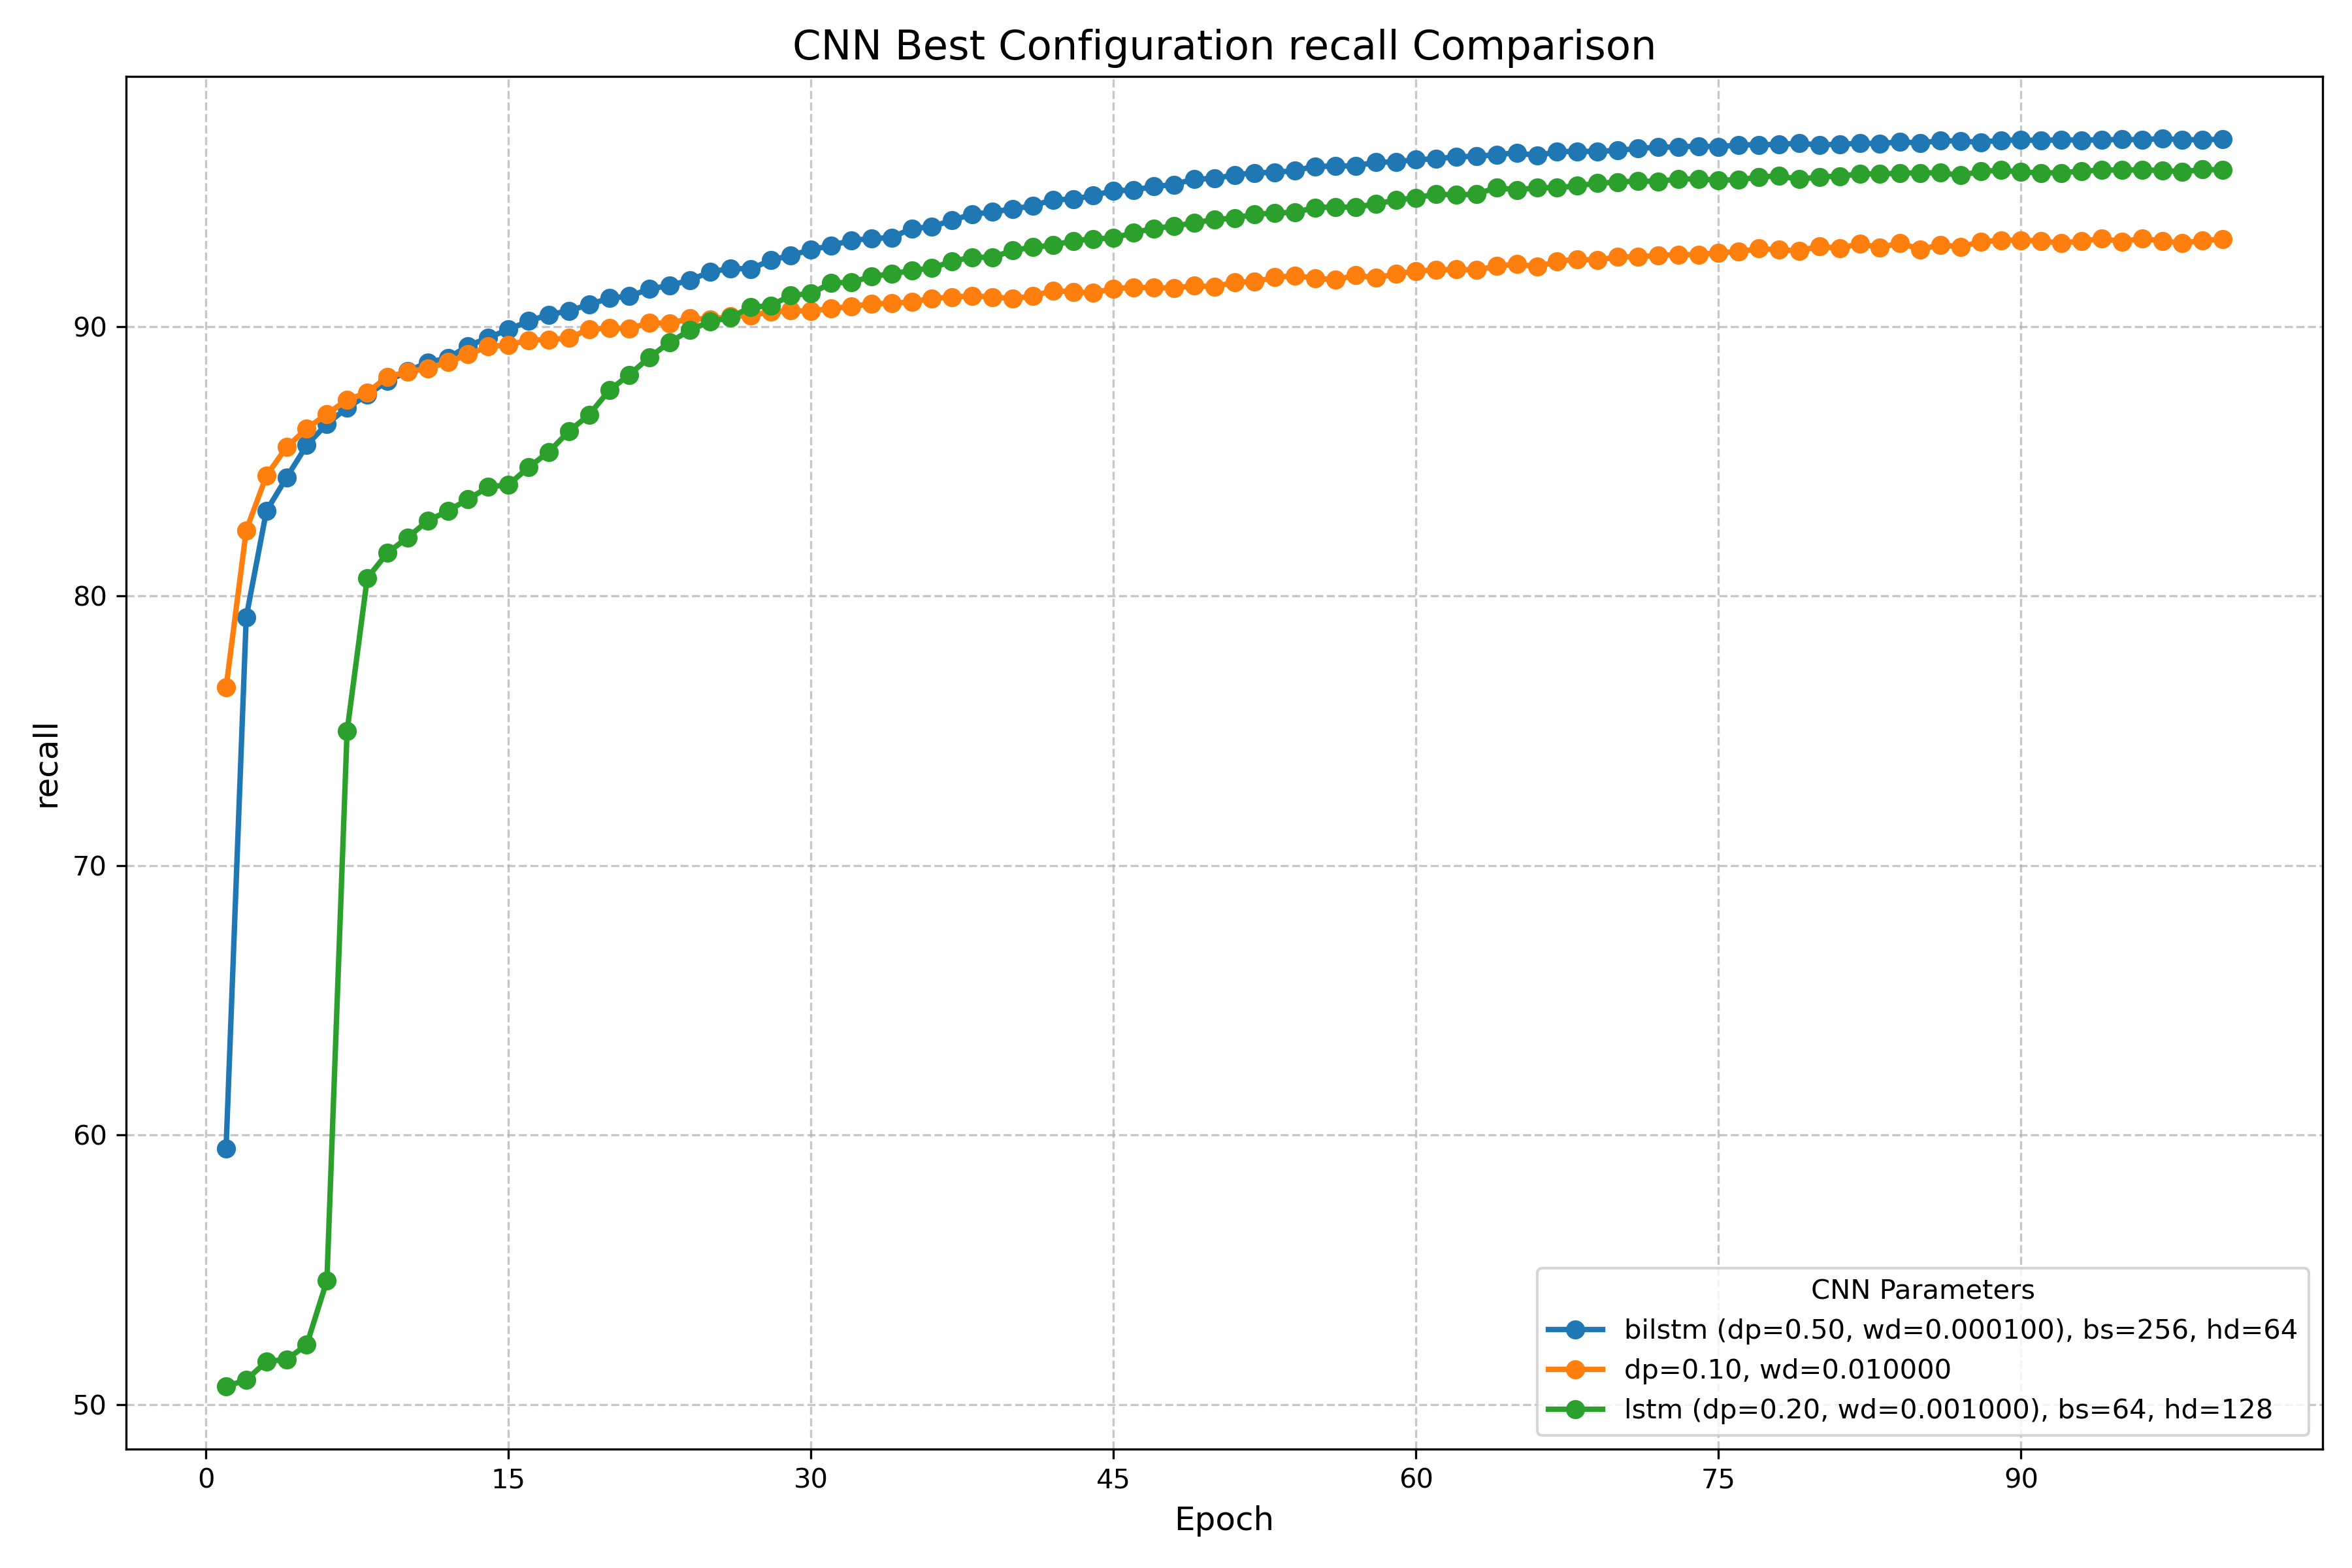 CNN Best Configuration recall Comparison
recall
90
80
70
60
50
0 15 30 45 60 75 90
Epoch
CNN Parameters
bilstm (dp=0.50, wd=0.000100), bs=256, hd=64
dp=0.10, wd=0.010000
lstm (dp=0.20, wd=0.001000), bs=64, hd=128